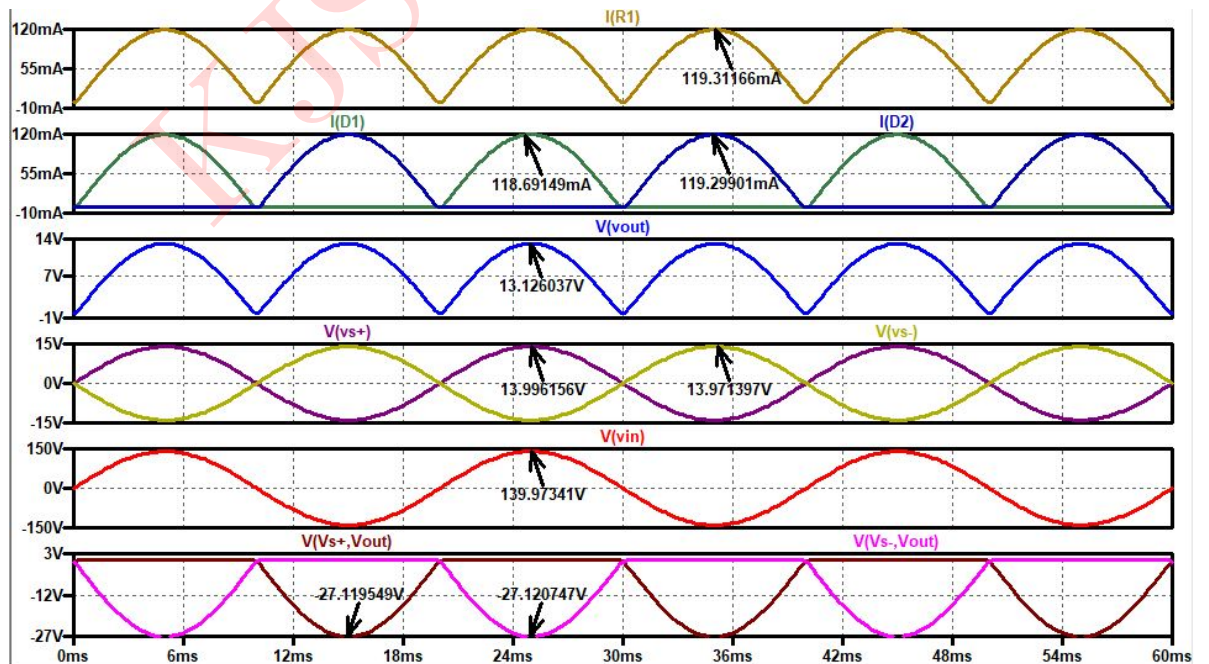 I(R1)
120mA
55mA
-10mA
119.31166mA
I(D1) I(D2)
120mA
55mA
-10mA
118.69149mA 119.29901mA
V(vout)
14V
7V
-1V
13.126037V
V(vs+) V(vs-)
15V
0V
-15V
13.996156V 13.971397V
V(vin)
150V
0V
-150V
139.97341V
V(Vs+,Vout) V(Vs-,Vout)
3V
-12V
-27V
-27.119549V -27.120747V
0ms 6ms 12ms 18ms 24ms 30ms 36ms 42ms 48ms 54ms 60ms
KJS